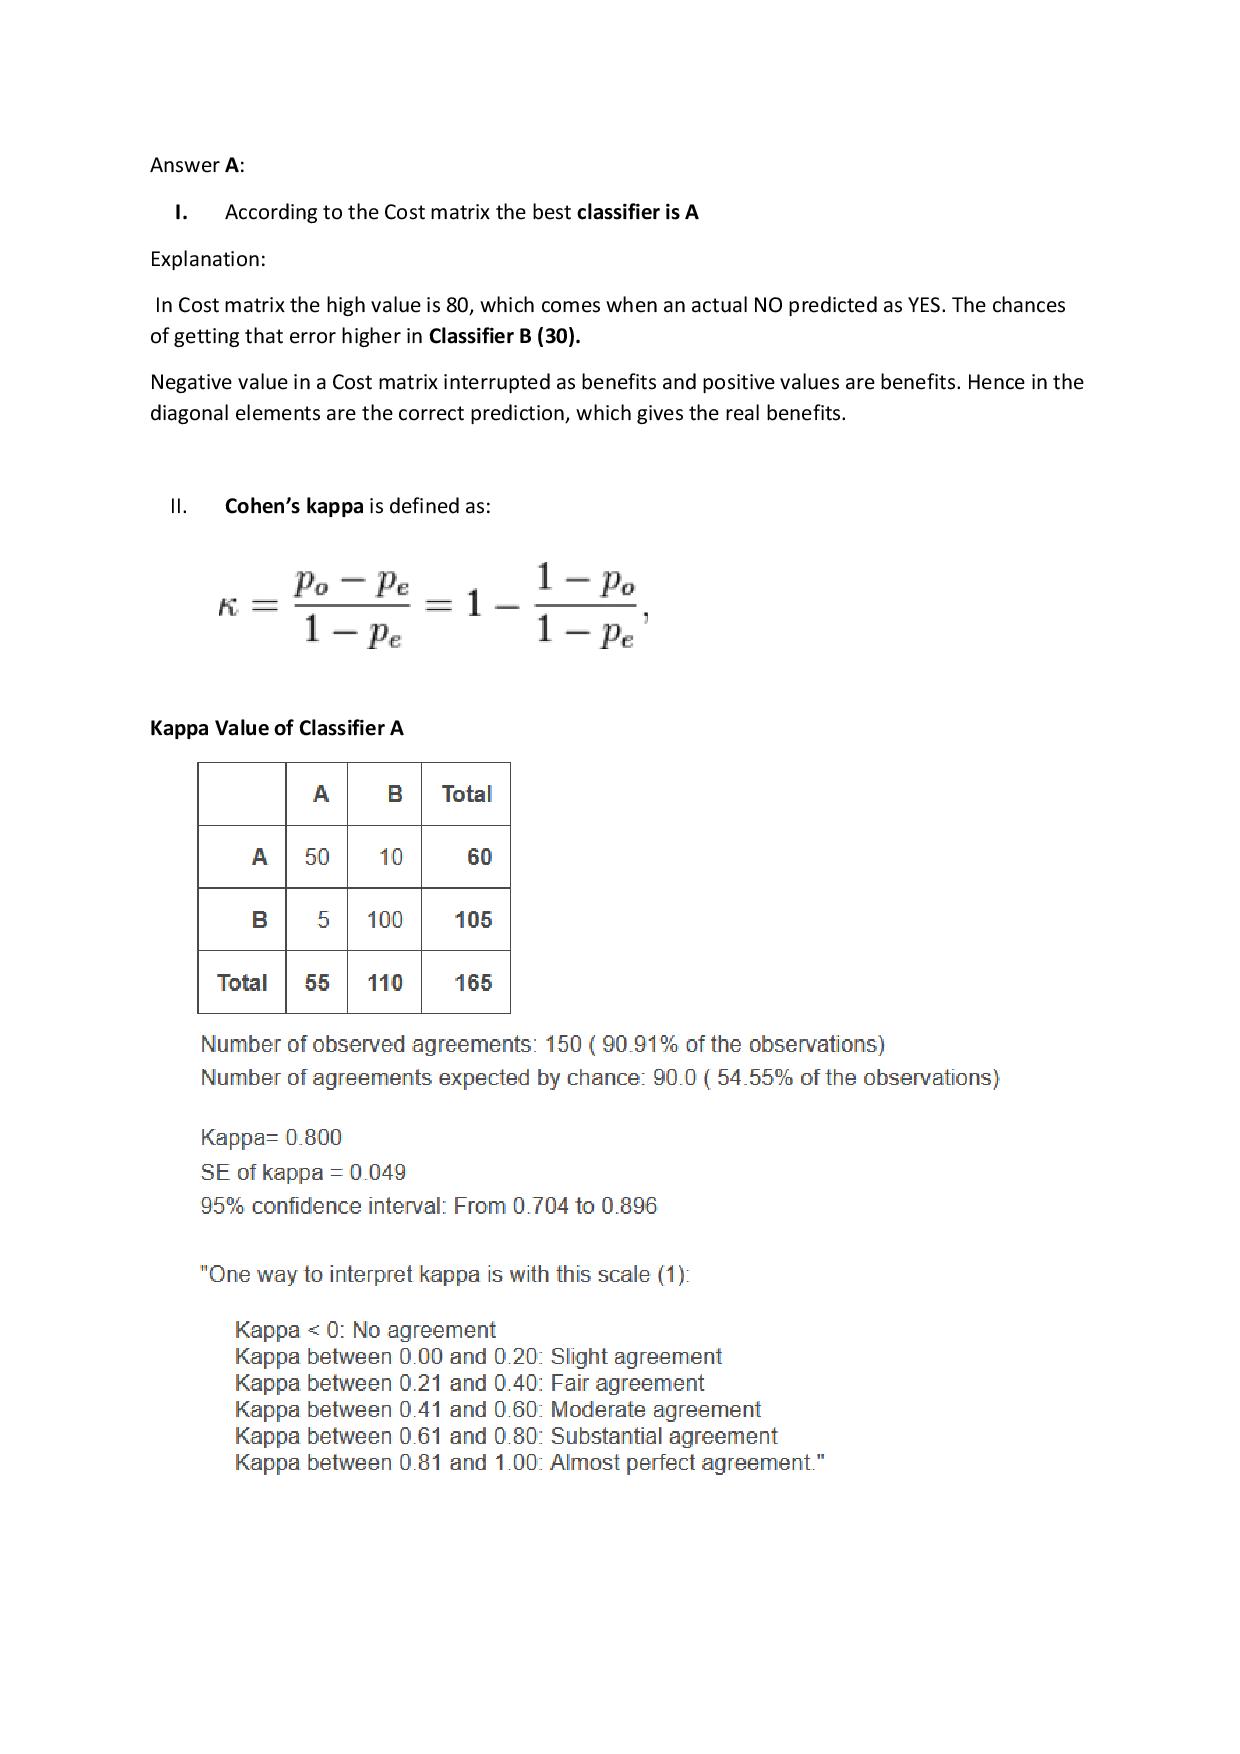 Answer A:
I. According to the Cost matrix the best classifier is A
Explanation:
In Cost matrix the high value is 80, which comes when an actual NO predicted as YES. The chances
of getting that error higher in Classifier B (30).
Negative value in a Cost matrix interrupted as benefits and positive values are benefits. Hence in the
diagonal elements are the correct prediction, which gives the real benefits.
II. Cohen’s kappa is defined as:
κ = (p_o − p_e) / (1 − p_e) = 1 − (1 − p_o) / (1 − p_e),
Kappa Value of Classifier A
A B Total
A 50 10 60
B 5 100 105
Total 55 110 165
Number of observed agreements: 150 ( 90.91% of the observations)
Number of agreements expected by chance: 90.0 ( 54.55% of the observations)
Kappa= 0.800
SE of kappa = 0.049
95% confidence interval: From 0.704 to 0.896
"One way to interpret kappa is with this scale (1):
Kappa < 0: No agreement
Kappa between 0.00 and 0.20: Slight agreement
Kappa between 0.21 and 0.40: Fair agreement
Kappa between 0.41 and 0.60: Moderate agreement
Kappa between 0.61 and 0.80: Substantial agreement
Kappa between 0.81 and 1.00: Almost perfect agreement."